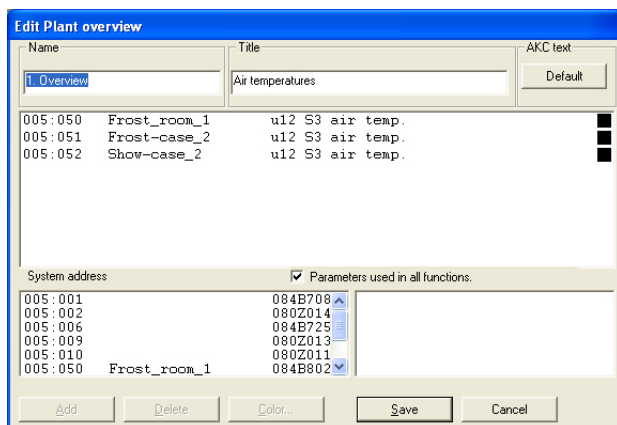 Edit Plant overview
Name Title AKC text
1. Overview Air temperatures Default
005:050 Frost_room_1 u12 S3 air temp.
005:051 Frost-case_2 u12 S3 air temp.
005:052 Show-case_2 u12 S3 air temp.
System address Parameters used in all functions.
005:001 084B708
005:002 080Z014
005:006 084B725
005:009 080Z013
005:010 080Z011
005:050 Frost_room_1 084B802
Add Delete Color... Save Cancel